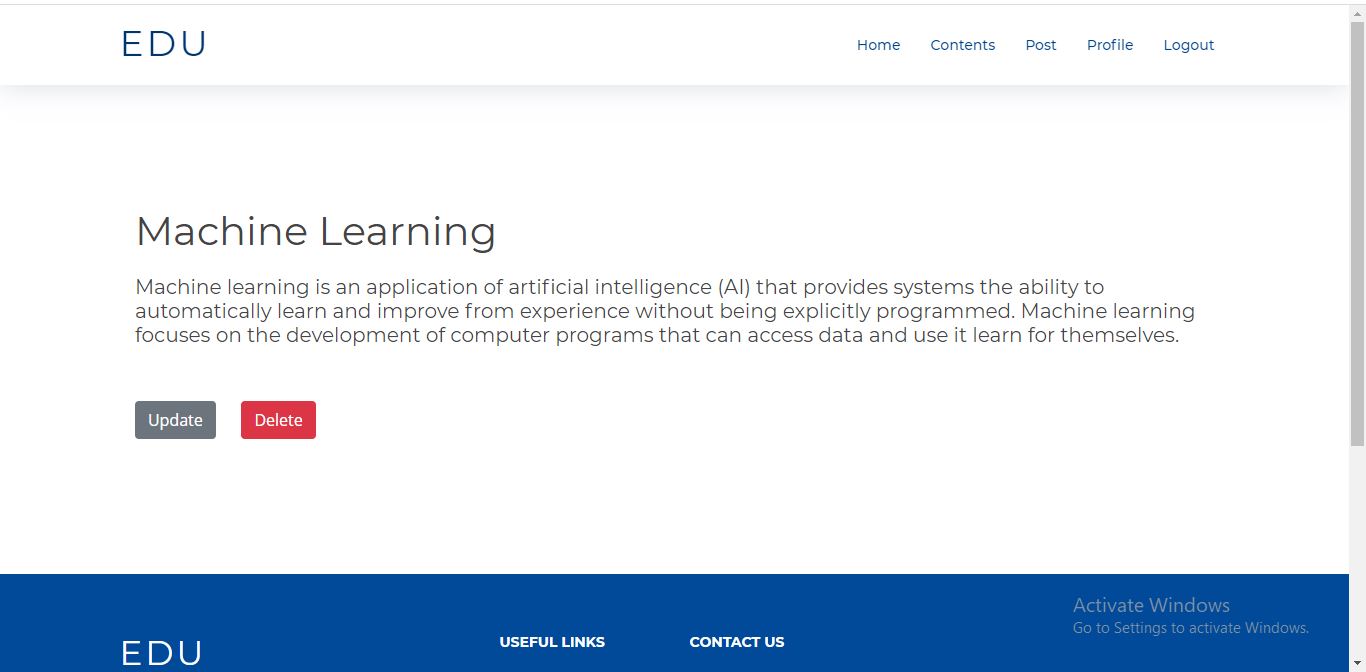 EDU
Home Contents Post Profile Logout
Machine Learning
Machine learning is an application of artificial intelligence (AI) that provides systems the ability to
automatically learn and improve from experience without being explicitly programmed. Machine learning
focuses on the development of computer programs that can access data and use it learn for themselves.
Update Delete
Activate Windows
Go to Settings to activate Windows.
EDU
USEFUL LINKS
CONTACT US